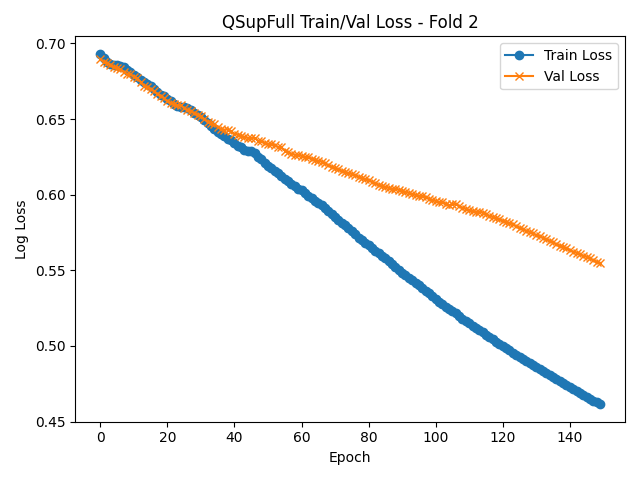 QSupFull Train/Val Loss - Fold 2
Train Loss
Val Loss
Log Loss
0.70
0.65
0.60
0.55
0.50
0.45
0 20 40 60 80 100 120 140
Epoch